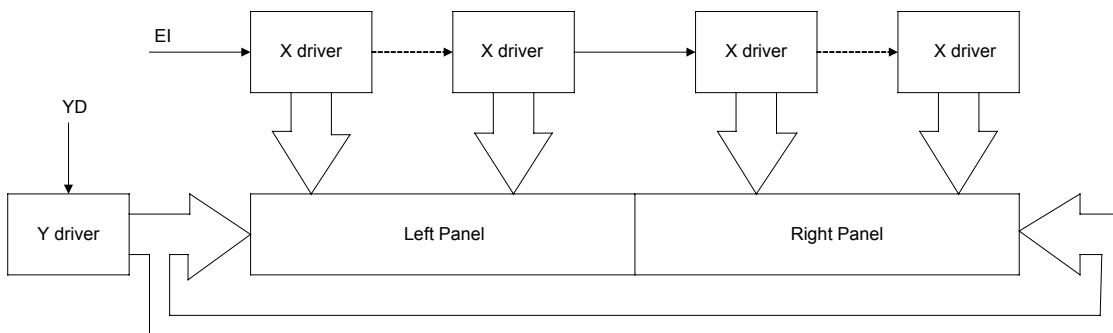 EI
X driver
X driver
X driver
X driver
YD
Y driver
Left Panel
Right Panel